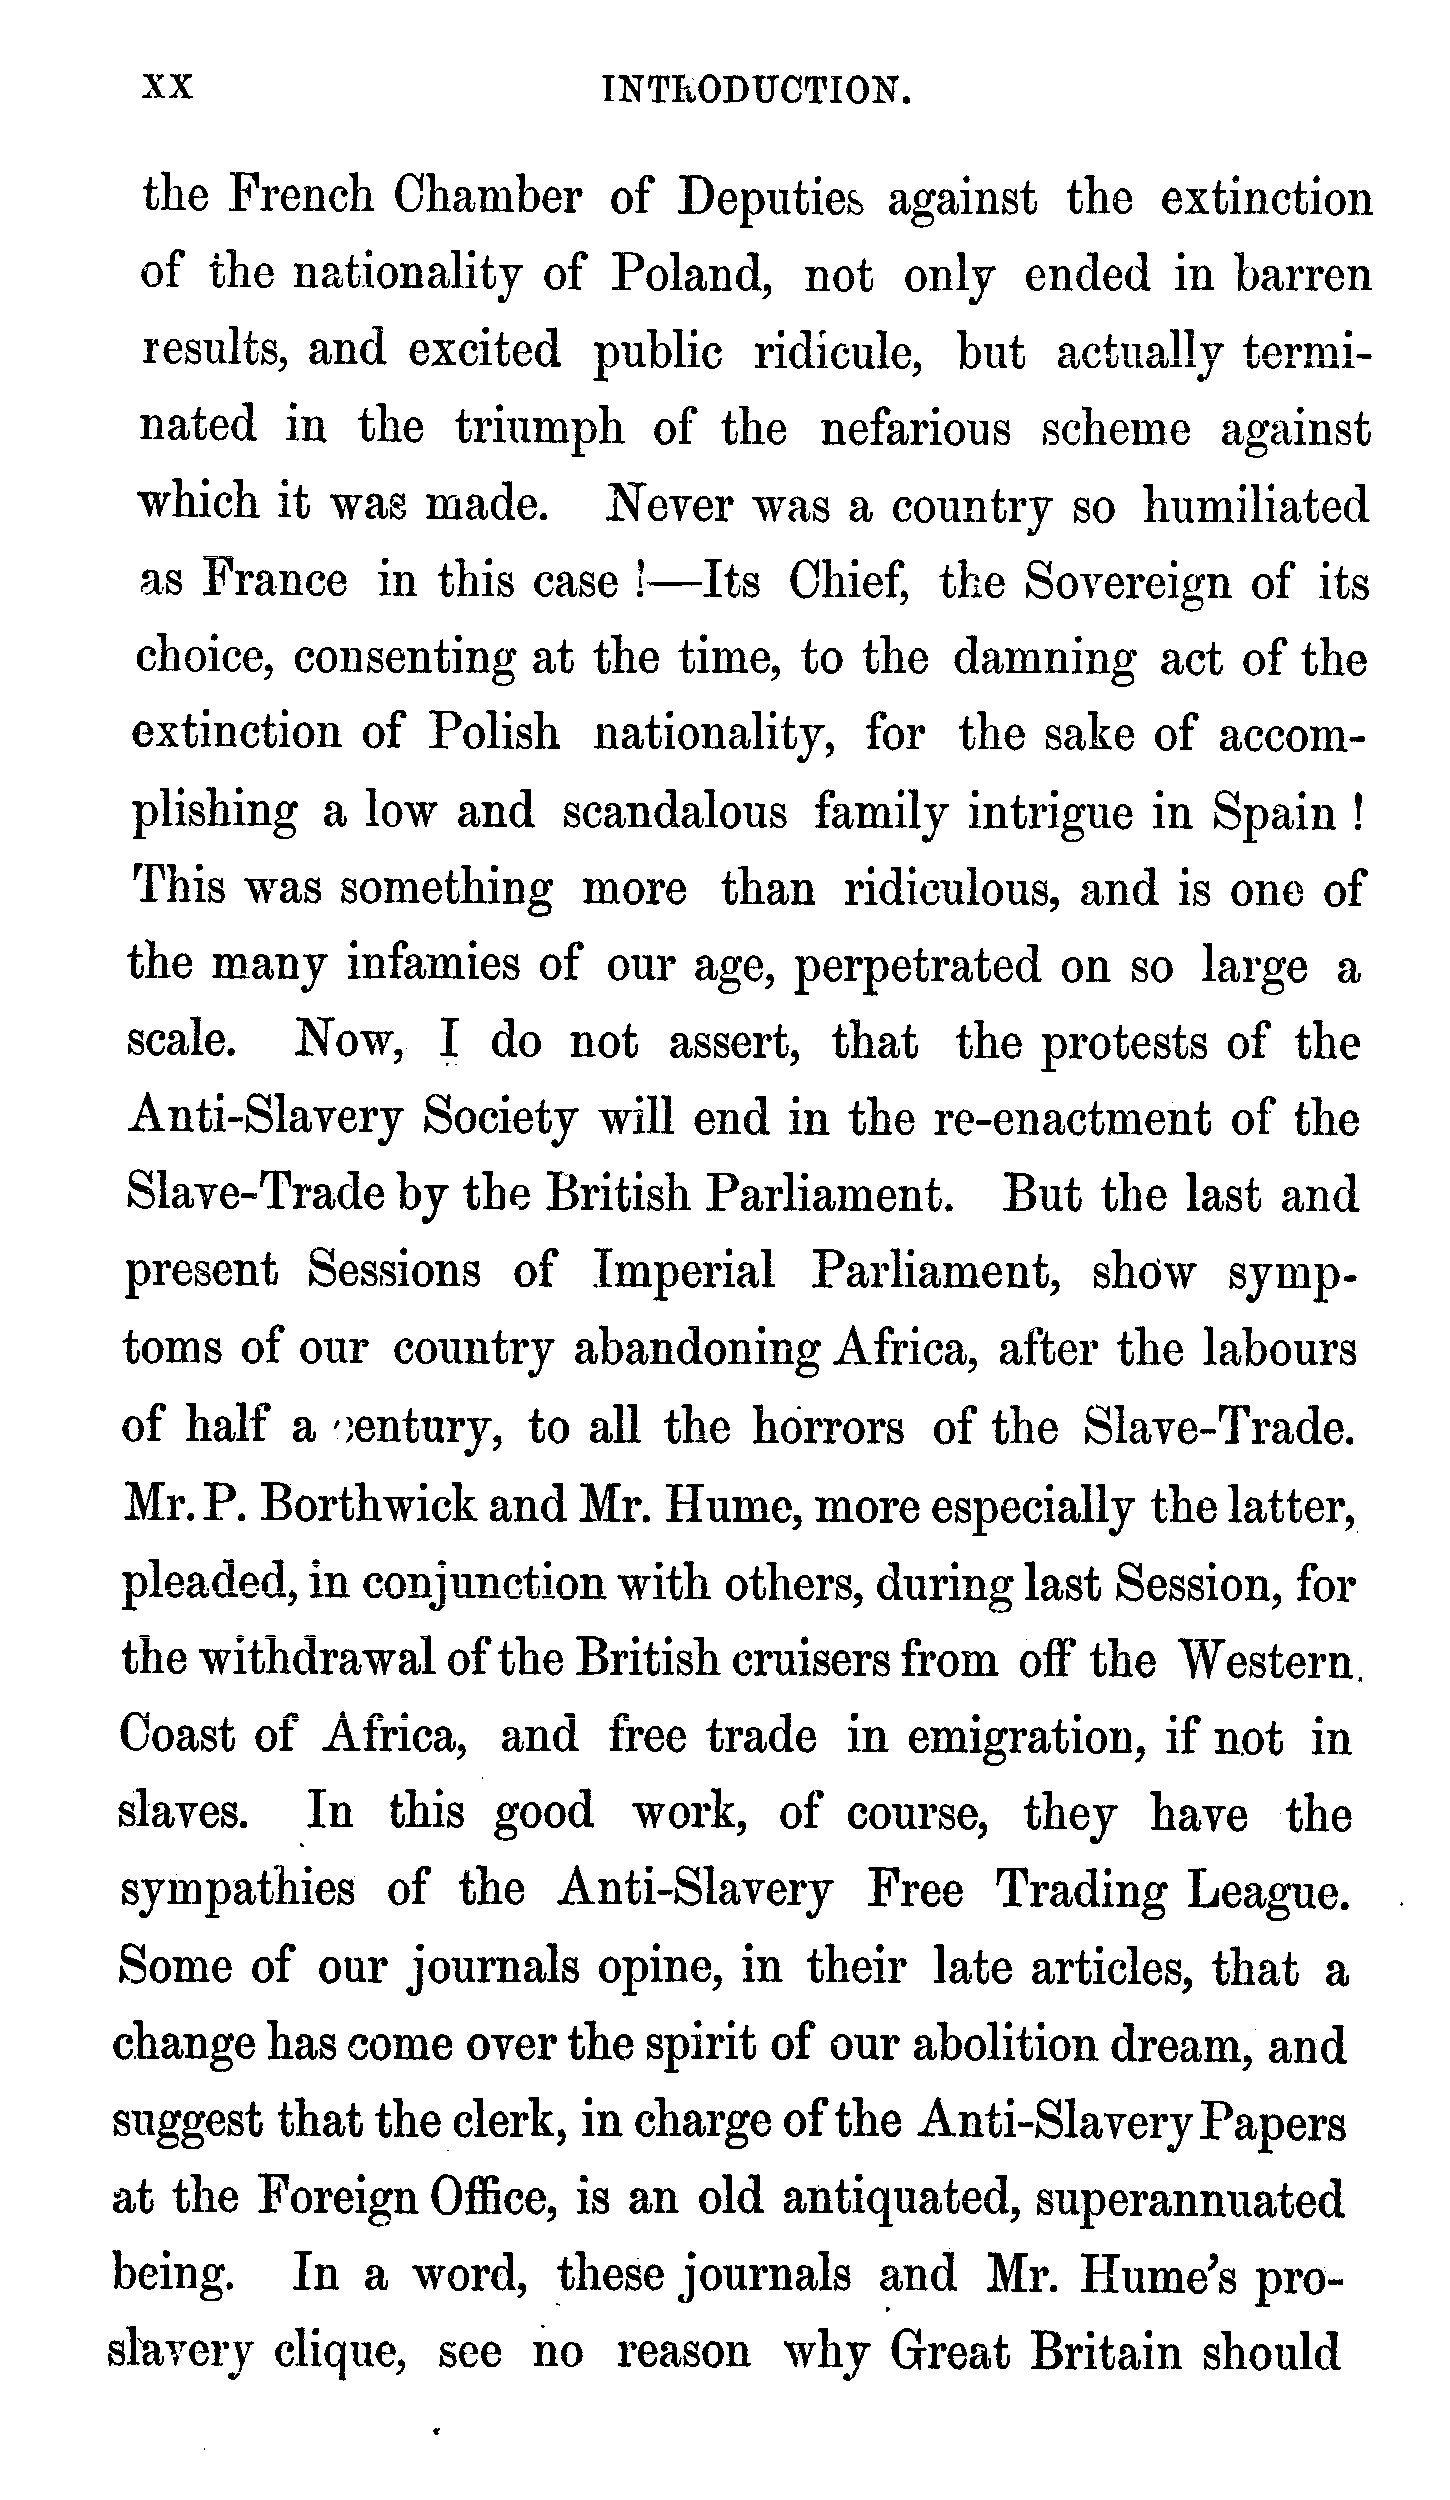 xx INTRODUCTION.
the French Chamber of Deputies against the extinction
of the nationality of Poland, not only ended in barren
results, and excited public ridicule, but actually termi-
nated in the triumph of the nefarious scheme against
which it was made. Never was a country so humiliated
as France in this case !—Its Chief, the Sovereign of its
choice, consenting at the time, to the damning act of the
extinction of Polish nationality, for the sake of accom-
plishing a low and scandalous family intrigue in Spain !
This was something more than ridiculous, and is one of
the many infamies of our age, perpetrated on so large a
scale. Now, I do not assert, that the protests of the
Anti-Slavery Society will end in the re-enactment of the
Slave-Trade by the British Parliament. But the last and
present Sessions of Imperial Parliament, show symp-
toms of our country abandoning Africa, after the labours
of half a century, to all the horrors of the Slave-Trade.
Mr. P. Borthwick and Mr. Hume, more especially the latter,
pleaded, in conjunction with others, during last Session, for
the withdrawal of the British cruisers from off the Western
Coast of Africa, and free trade in emigration, if not in
slaves. In this good work, of course, they have the
sympathies of the Anti-Slavery Free Trading League.
Some of our journals opine, in their late articles, that a
change has come over the spirit of our abolition dream, and
suggest that the clerk, in charge of the Anti-Slavery Papers
at the Foreign Office, is an old antiquated, superannuated
being. In a word, these journals and Mr. Hume's pro-
slavery clique, see no reason why Great Britain should